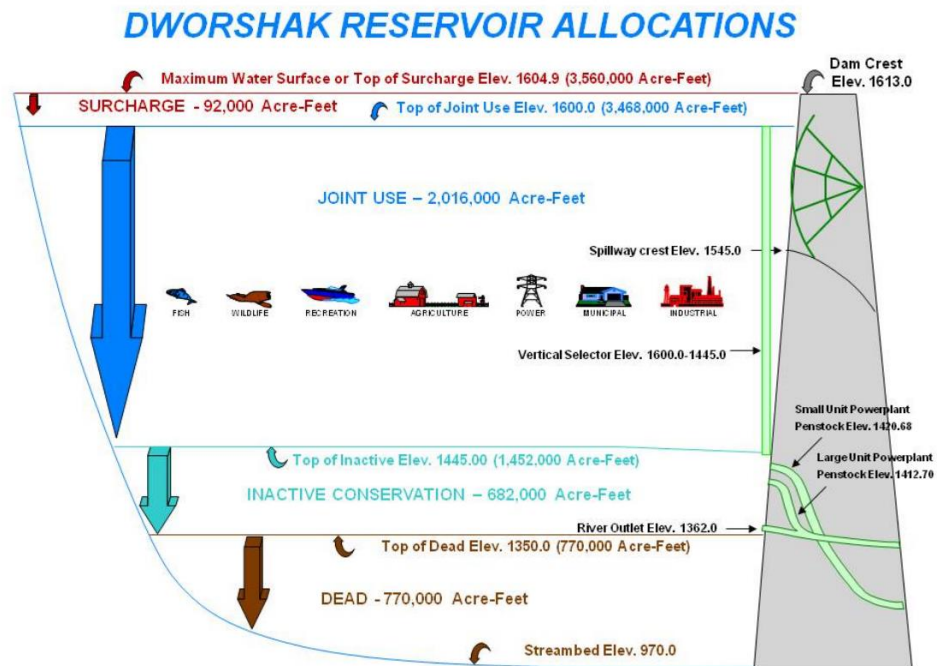 DWORSHAK RESERVOIR ALLOCATIONS
Dam Crest
Elev. 1613.0
Maximum Water Surface or Top of Surcharge Elev. 1604.9 (3,560,000 Acre-Feet)
SURCHARGE - 92,000 Acre-Feet
Top of Joint Use Elev. 1600.0 (3,468,000 Acre-Feet)
JOINT USE – 2,016,000 Acre-Feet
Spillway crest Elev. 1545.0
FISH
WILDLIFE
RECREATION
AGRICULTURE
POWER
MUNICIPAL
INDUSTRIAL
Vertical Selector Elev. 1600.0-1445.0
Small Unit Powerplant
Penstock Elev. 1420.68
Large Unit Powerplant
Penstock Elev. 1412.70
Top of Inactive Elev. 1445.00 (1,452,000 Acre-Feet)
INACTIVE CONSERVATION – 682,000 Acre-Feet
River Outlet Elev. 1362.0
Top of Dead Elev. 1350.0 (770,000 Acre-Feet)
DEAD - 770,000 Acre-Feet
Streambed Elev. 970.0